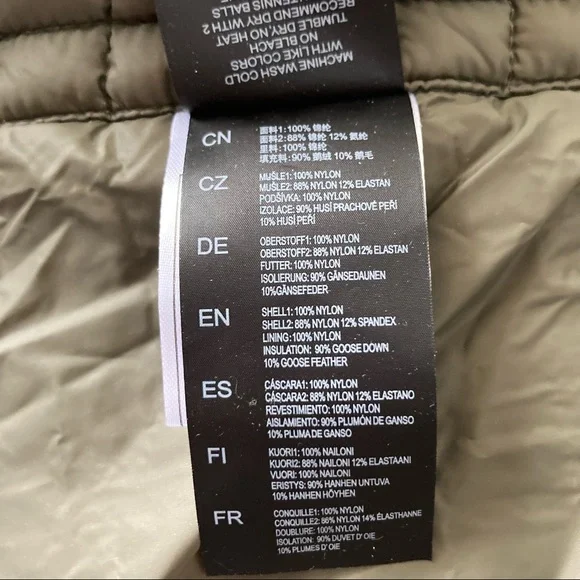 MACHINE WASH COLD
WITH LIKE COLORS
NO BLEACH
TUMBLE DRY NO HEAT
RECOMMEND DRY WITH 2
TENNIS BALLS
CN
面料1:100% 锦纶
面料2:88% 锦纶 12% 氨纶
里料:100% 锦纶
填充料:90% 鹅绒 10% 鹅毛
CZ
MUŠLE1: 100% NYLON
MUŠLE2: 88% NYLON 12% ELASTAN
PODŠÍVKA: 100% NYLON
IZOLACE: 90% HUSÍ PRACHOVÉ PEŘÍ
10% HUSÍ PEŘÍ
DE
OBERSTOFF1: 100% NYLON
OBERSTOFF2: 88% NYLON 12% ELASTAN
FUTTER: 100% NYLON
ISOLIERUNG: 90% GÄNSEDAUNEN
10%GÄNSEFEDER
EN
SHELL1: 100% NYLON
SHELL2: 88% NYLON 12% SPANDEX
LINING: 100% NYLON
INSULATION: 90% GOOSE DOWN
10% GOOSE FEATHER
ES
CÁSCARA1: 100% NYLON
CÁSCARA2: 88% NYLON 12% ELASTANO
REVESTIMIENTO: 100% NYLON
AISLAMIENTO: 90% PLUMÓN DE GANSO
10% PLUMA DE GANSO
FI
KUORI1: 100% NAILONI
KUORI2: 88% NAILONI 12% ELASTAANI
VUORI: 100% NAILONI
ERISTYS: 90% HANHEN UNTUVA
10% HANHEN HÖYHEN
FR
CONQUILLE1: 100% NYLON
CONQUILLE2: 86% NYLON 14% ÉLASTHANNE
DOUBLURE: 100% NYLON
ISOLATION: 90% DUVET D' OIE
10% PLUMES D' OIE